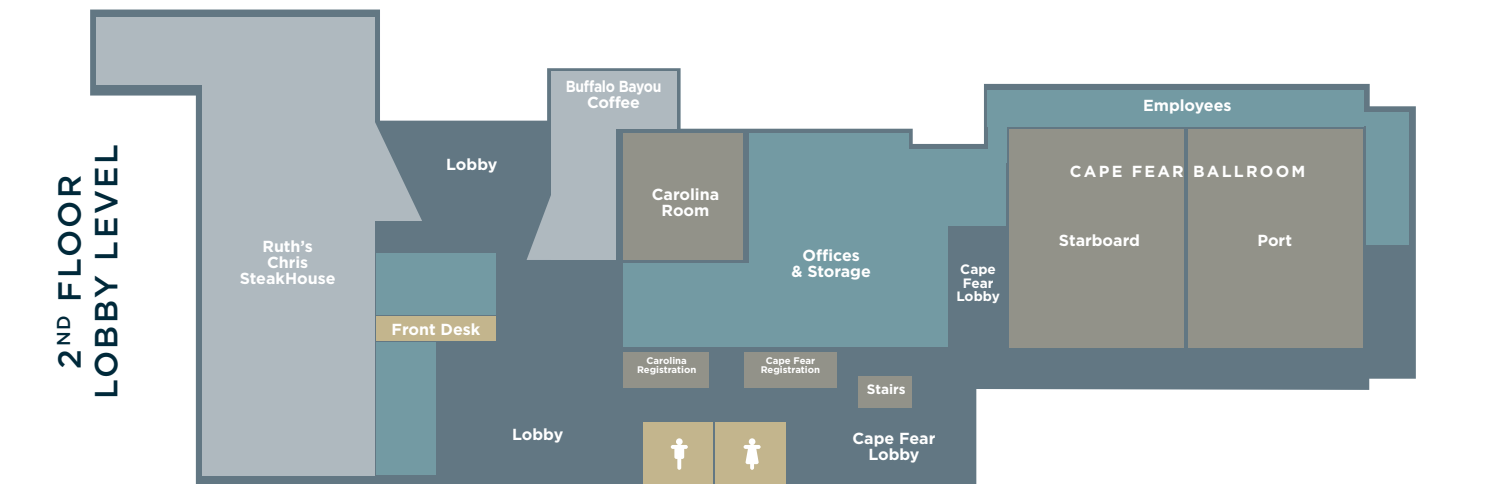 2ND FLOOR
LOBBY LEVEL
Buffalo Bayou
Coffee
Employees
Lobby
CAPE FEAR BALLROOM
Carolina
Room
Starboard
Port
Ruth's
Chris
SteakHouse
Offices
& Storage
Cape
Fear
Lobby
Front Desk
Carolina
Registration
Cape Fear
Registration
Stairs
Lobby
Cape Fear
Lobby